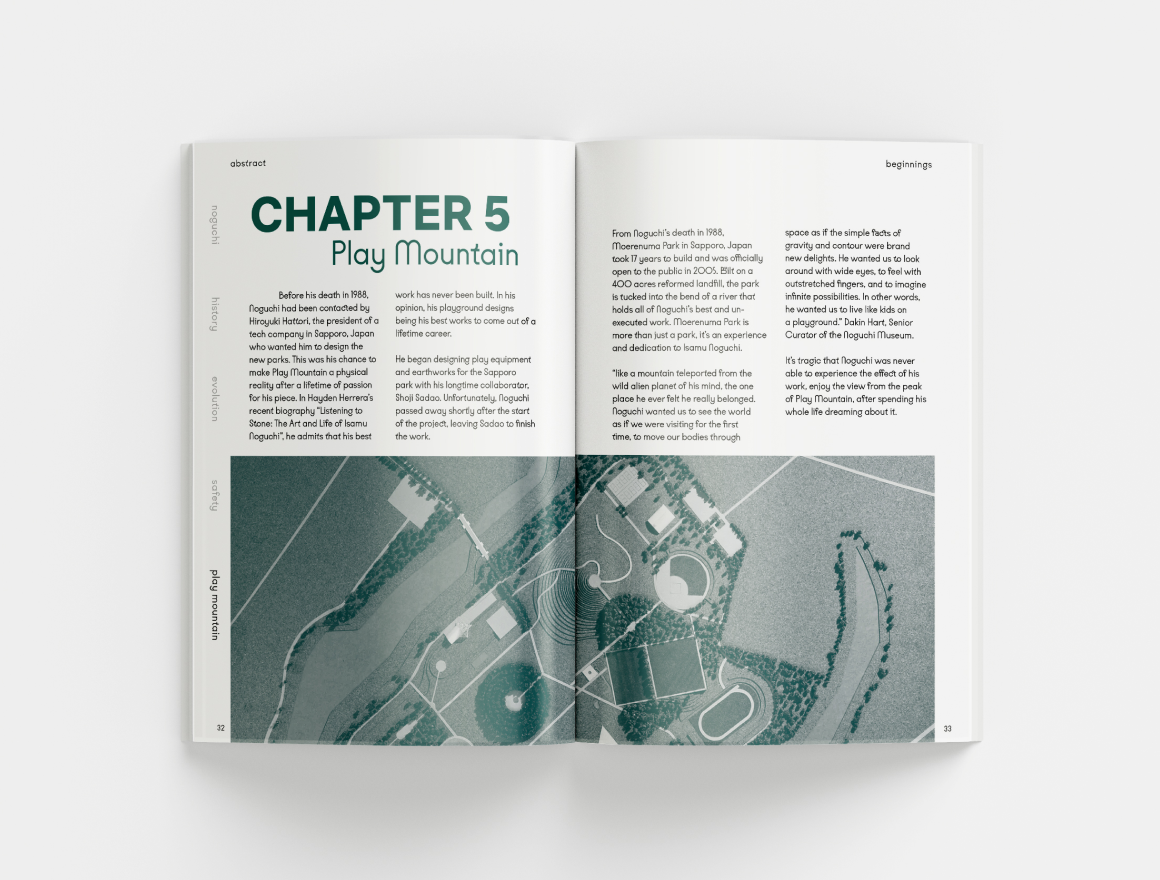 abstract
CHAPTER 5
Play Mountain
Before his death in 1988,
Noguchi had been contacted by
Hiroyuki Hattori, the president of a
tech company in Sapporo, Japan
who wanted him to design the
new parks. This was his chance to
make Play Mountain a physical
reality after a lifetime of passion
for his piece. In Hayden Herrera's
recent biography "Listening to
Stone: The Art and Life of Isamu
Noguchi", he admits that his best
work has never been built. In his
opinion, his playground designs
being his best works to come out of a
lifetime career.
He began designing play equipment
and earthworks for the Sapporo
park with his longtime collaborator,
Shoji Sadao. Unfortunately, Noguchi
passed away shortly after the start
of the project, leaving Sadao to finish
the work.
noguchi
history
evolution
safety
play mountain
32
beginnings
From Noguchi's death in 1988,
Moerenuma Park in Sapporo, Japan
took 17 years to build and was officially
open to the public in 2005. Bilt on a
400 acres reformed landfill, the park
is tucked into the bend of a river that
holds all of Noguchi's best and un-
executed work. Moerenuma Park is
more than just a park, it's an experience
and dedication to Isamu Noguchi.
"like a mountain teleported from the
wild alien planet of his mind, the one
place he ever felt he really belonged.
Noguchi wanted us to see the world
as if we were visiting for the first
time, to move our bodies through
space as if the simple facts of
gravity and contour were brand
new delights. He wanted us to look
around with wide eyes, to feel with
outstretched fingers, and to imagine
infinite possibilities. In other words,
he wanted us to live like kids on
a playground." Dakin Hart, Senior
Curator of the Noguchi Museum.
It's tragic that Noguchi was never
able to experience the effect of his
work, enjoy the view from the peak
of Play Mountain, after spending his
whole life dreaming about it.
33